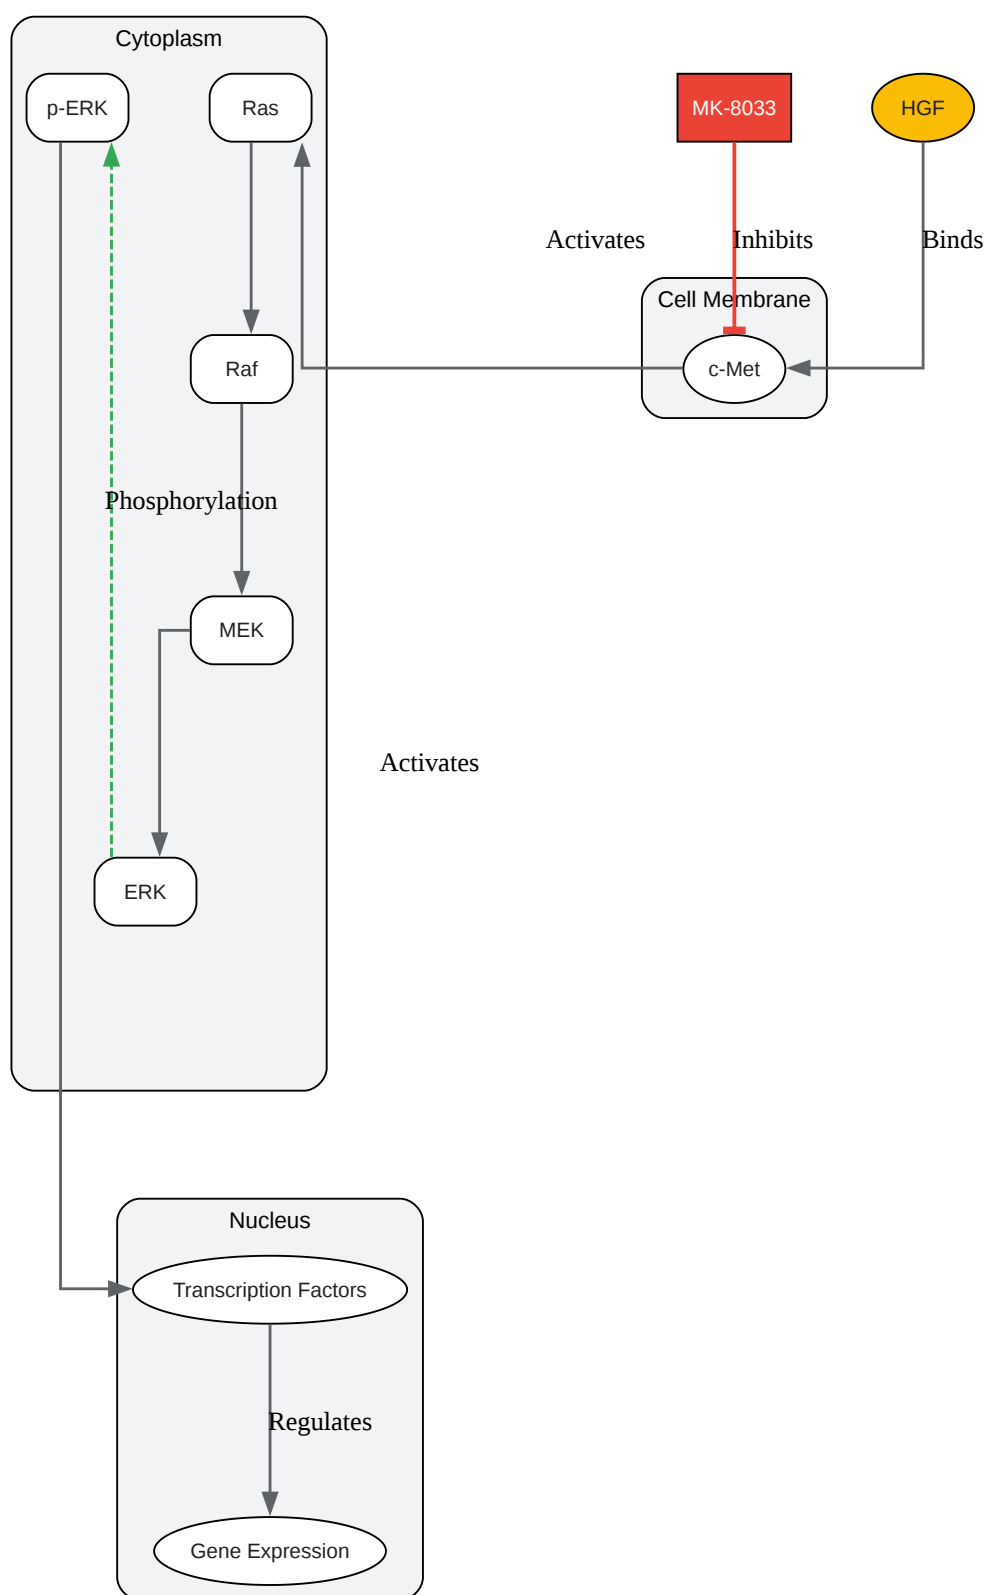 Cytoplasm
p-ERK
Ras
MK-8033
HGF
Activates
Inhibits
Binds
Cell Membrane
Raf
c-Met
Phosphorylation
MEK
Activates
ERK
Nucleus
Transcription Factors
Regulates
Gene Expression